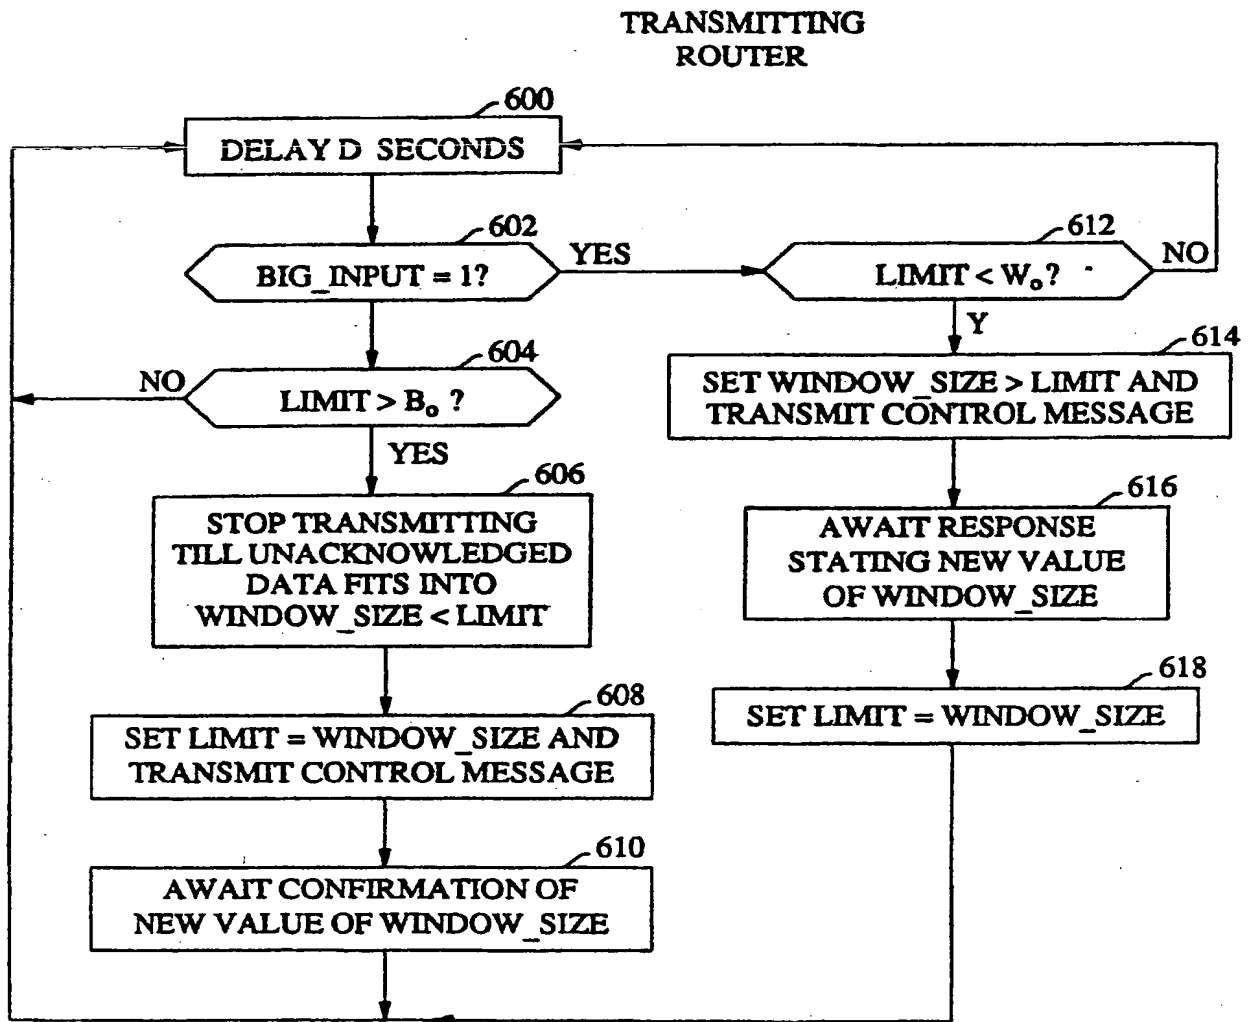 TRANSMITTING
ROUTER
600
DELAY D SECONDS
602
BIG_INPUT = 1?
YES
612
LIMIT < Wo?
NO
Y
604
LIMIT > Bo ?
NO
YES
614
SET WINDOW_SIZE > LIMIT AND
TRANSMIT CONTROL MESSAGE
606
STOP TRANSMITTING
TILL UNACKNOWLEDGED
DATA FITS INTO
WINDOW_SIZE < LIMIT
616
AWAIT RESPONSE
STATING NEW VALUE
OF WINDOW_SIZE
608
SET LIMIT = WINDOW_SIZE AND
TRANSMIT CONTROL MESSAGE
618
SET LIMIT = WINDOW_SIZE
610
AWAIT CONFIRMATION OF
NEW VALUE OF WINDOW_SIZE